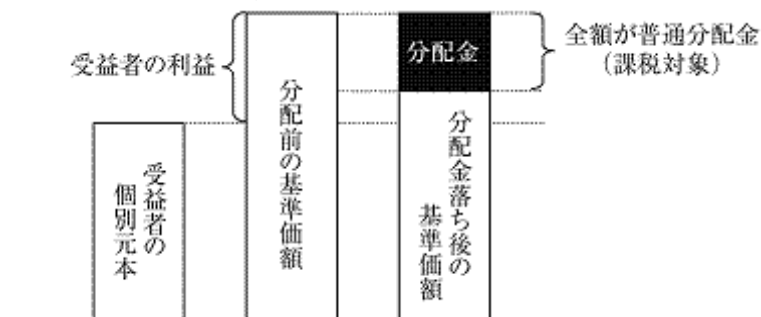 受益者の利益
分配金
全額が普通分配金
(課税対象)
受益者の
個別元本
分配前の基準価額
分配金落ち後の
基準価額